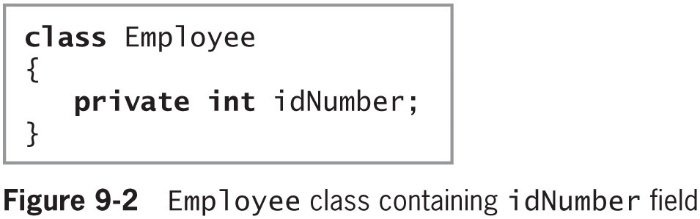 class Employee
{
private int idNumber;
}
Figure 9-2 Employee class containing idNumber field